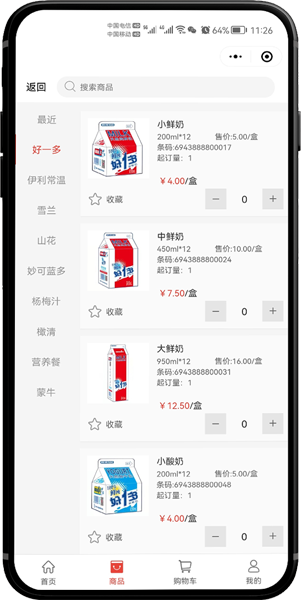 中国电信 HD
中国移动 HD
5G 4G 64% 11:26
返回
搜索商品
最近
好一多
伊利常温
雪兰
山花
妙可蓝多
杨梅汁
橄清
营养餐
蒙牛
小鲜奶
200ml*12 售价:5.00/盒
条码:6943888800017
起订量：1
￥4.00/盒
收藏 － 0 ＋
中鲜奶
450ml*12 售价:10.00/盒
条码:6943888800024
起订量：1
￥7.50/盒
收藏 － 0 ＋
大鲜奶
950ml*12 售价:16.00/盒
条码:6943888800031
起订量：1
￥12.50/盒
收藏 － 0 ＋
小酸奶
200ml*12 售价:5.00/盒
条码:6943888800048
起订量：1
￥4.00/盒
收藏 － 0 ＋
首页 商品 购物车 我的